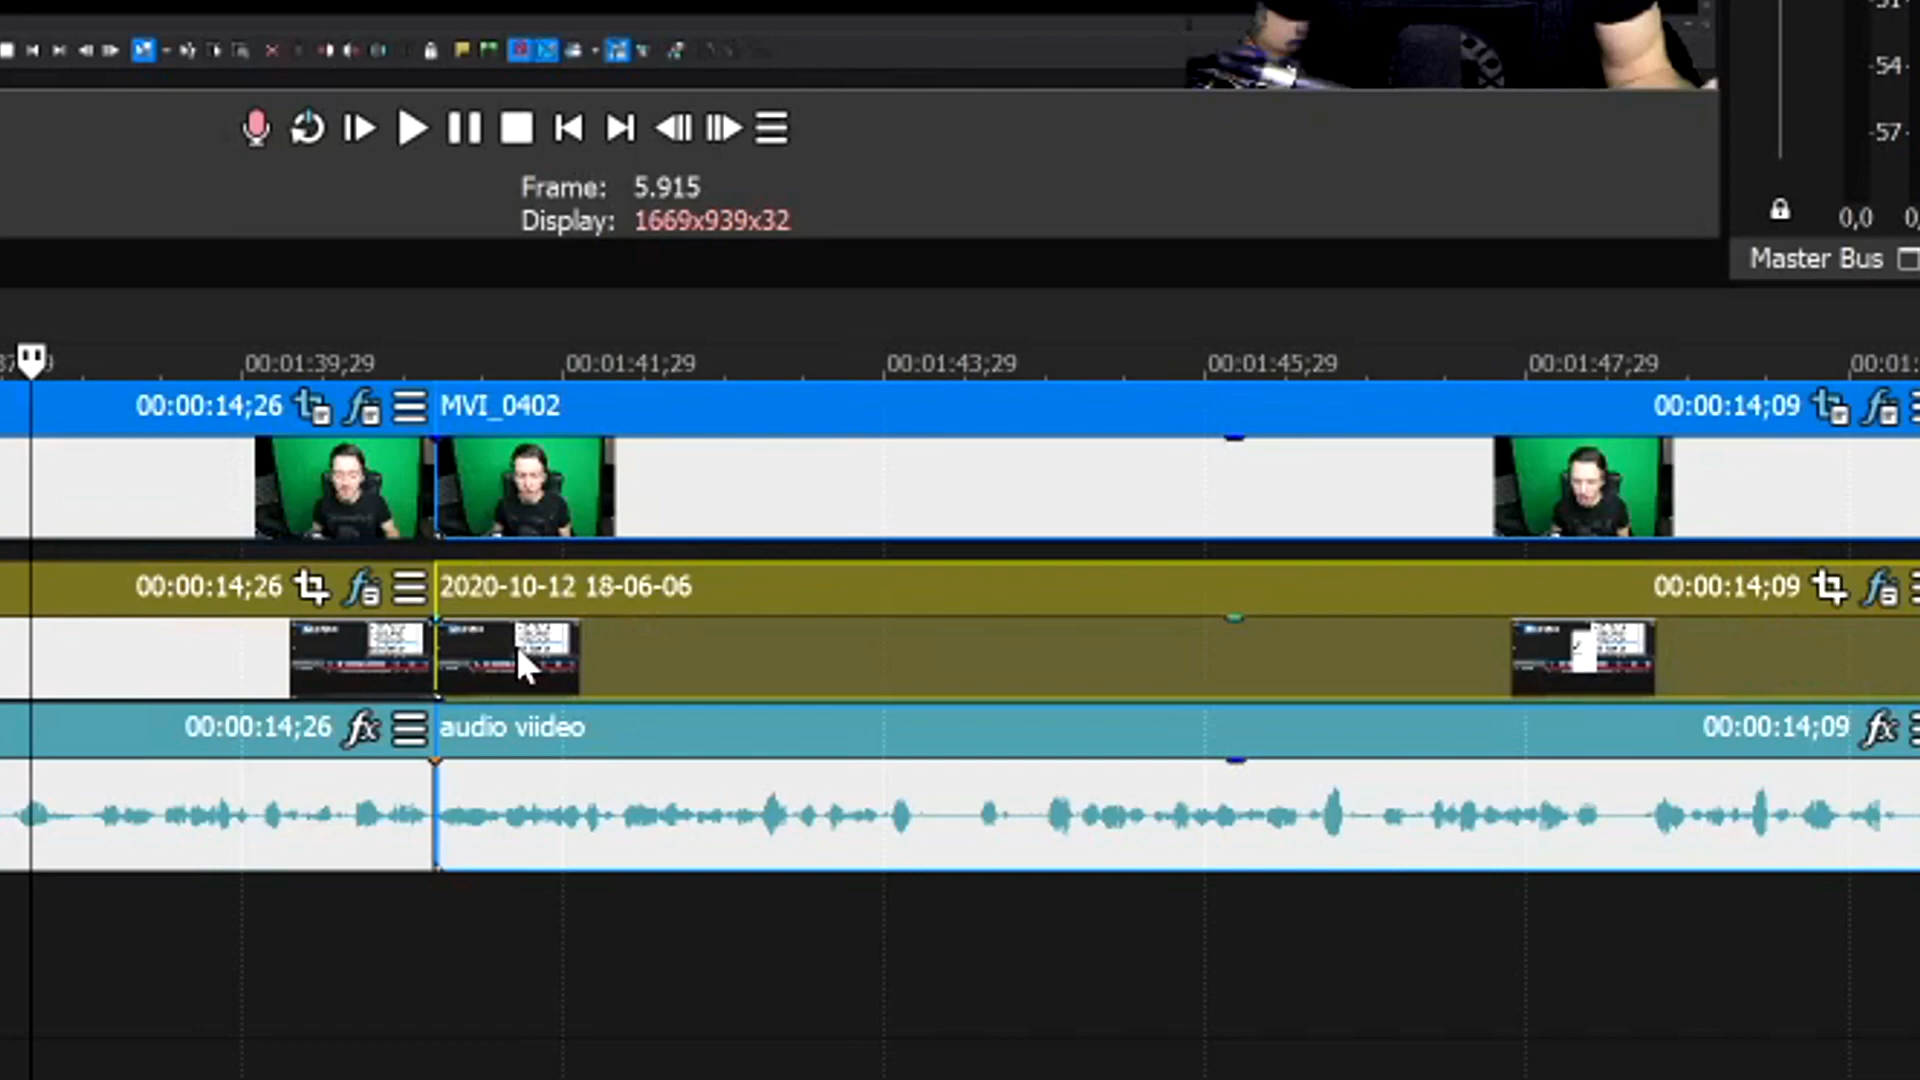 -54-
-57-
Frame: 5.915
Display: 1669x939x32
0,0
Master Bus
00:01:39;29 00:01:41;29 00:01:43;29 00:01:45;29 00:01:47;29 00:01:
00:00:14;26 MVI_0402 00:00:14;09
00:00:14;26 2020-10-12 18-06-06 00:00:14;09
00:00:14;26 fx audio viideo 00:00:14;09 fx